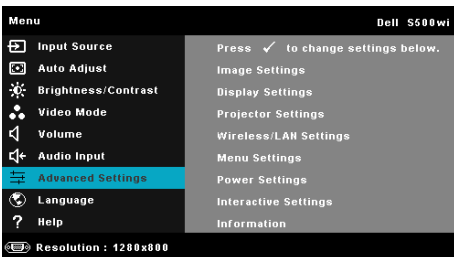 Menu
Dell S500wi
Input Source
Auto Adjust
Brightness/Contrast
Video Mode
Volume
Audio Input
Advanced Settings
Language
? Help
Press ✓ to change settings below.
Image Settings
Display Settings
Projector Settings
Wireless/LAN Settings
Menu Settings
Power Settings
Interactive Settings
Information
Resolution : 1280x800